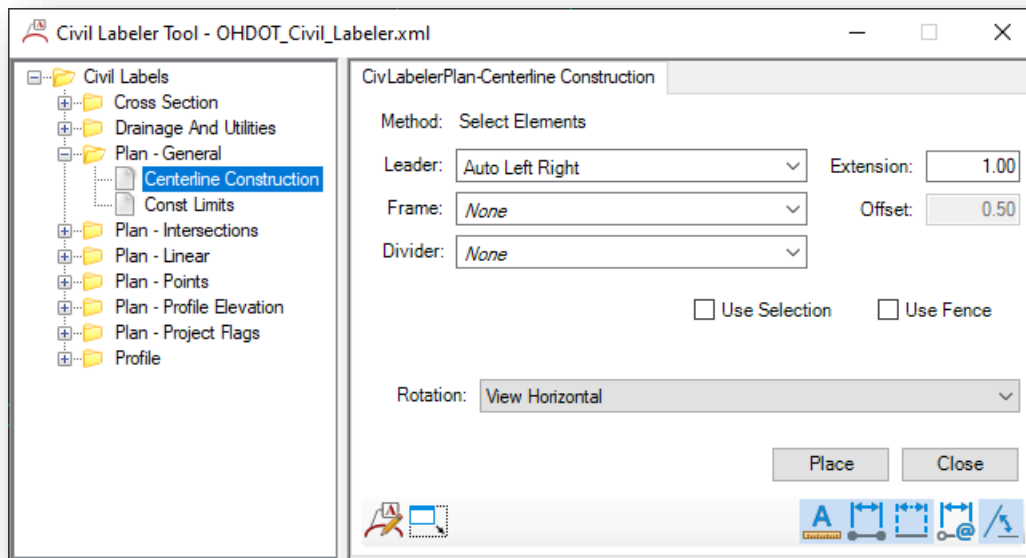 Civil Labeler Tool - OHDOT_Civil_Labeler.xml
Civil Labels
Cross Section
Drainage And Utilities
Plan - General
Centerline Construction
Const Limits
Plan - Intersections
Plan - Linear
Plan - Points
Plan - Profile Elevation
Plan - Project Flags
Profile
CivLabelerPlan-Centerline Construction
Method: Select Elements
Leader: Auto Left Right Extension: 1.00
Frame: None Offset: 0.50
Divider: None
Use Selection Use Fence
Rotation: View Horizontal
Place Close